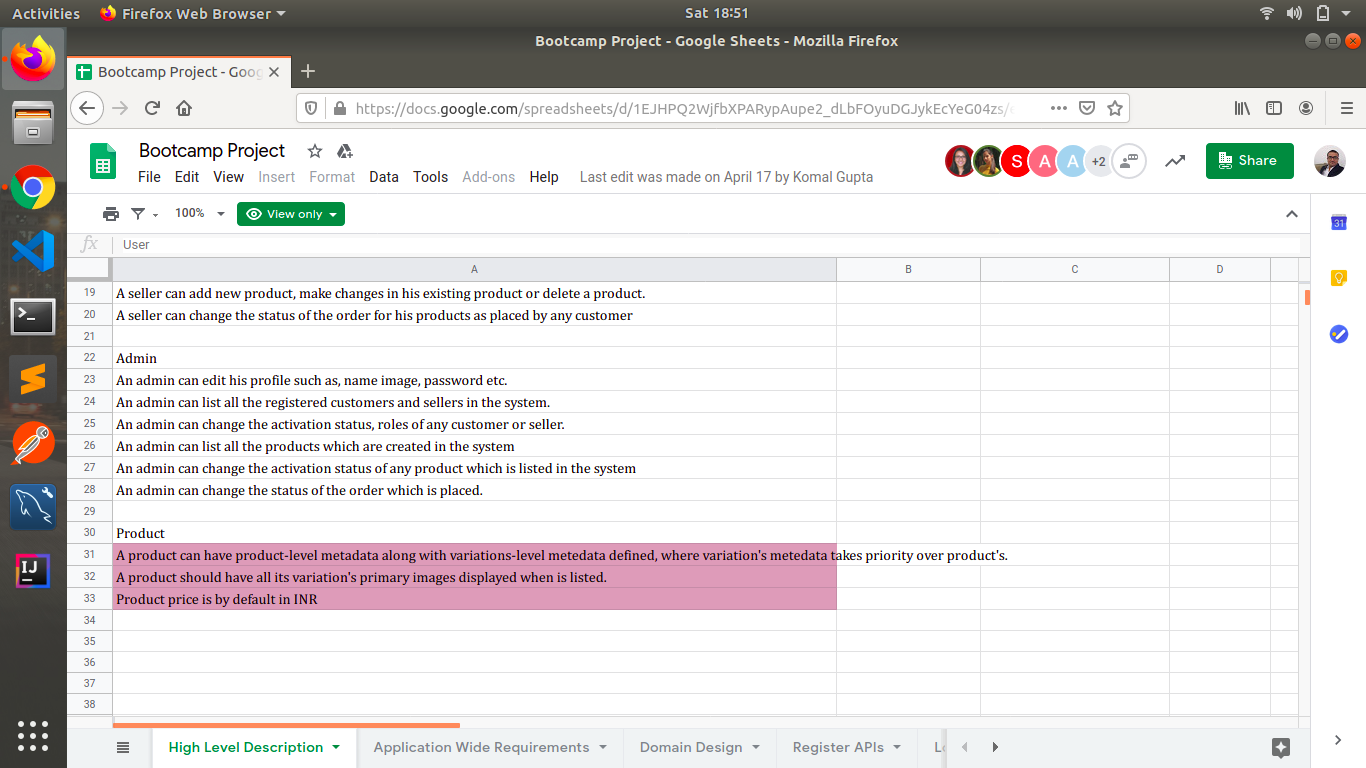 Activities Firefox Web Browser Sat 18:51
Bootcamp Project - Google Sheets - Mozilla Firefox
Bootcamp Project - Goog
https://docs.google.com/spreadsheets/d/1EJHPQ2WjfbXPARypAupe2_dLbFOyuDGJykEcYeG04zs/
Bootcamp Project
S A A +2 Share
File Edit View Insert Format Data Tools Add-ons Help Last edit was made on April 17 by Komal Gupta
100% View only
31
fx User
A B C D
19 A seller can add new product, make changes in his existing product or delete a product.
20 A seller can change the status of the order for his products as placed by any customer
21
22 Admin
23 An admin can edit his profile such as, name image, password etc.
24 An admin can list all the registered customers and sellers in the system.
25 An admin can change the activation status, roles of any customer or seller.
26 An admin can list all the products which are created in the system
27 An admin can change the activation status of any product which is listed in the system
28 An admin can change the status of the order which is placed.
29
30 Product
31 A product can have product-level metadata along with variations-level metedata defined, where variation's metedata takes priority over product's.
32 A product should have all its variation's primary images displayed when is listed.
33 Product price is by default in INR
34
35
36
37
38
IJ
High Level Description Application Wide Requirements Domain Design Register APIs